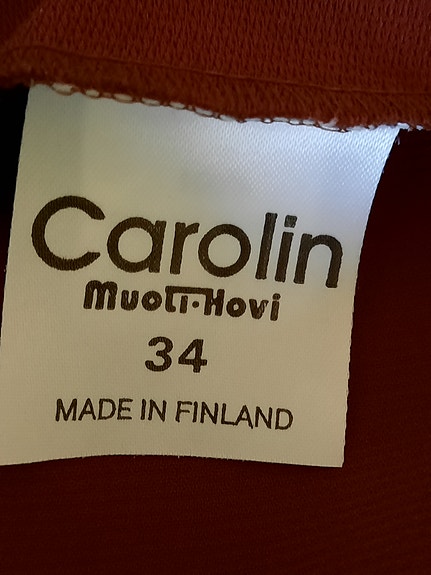 Carolin
Muoti-Hovi
34
MADE IN FINLAND